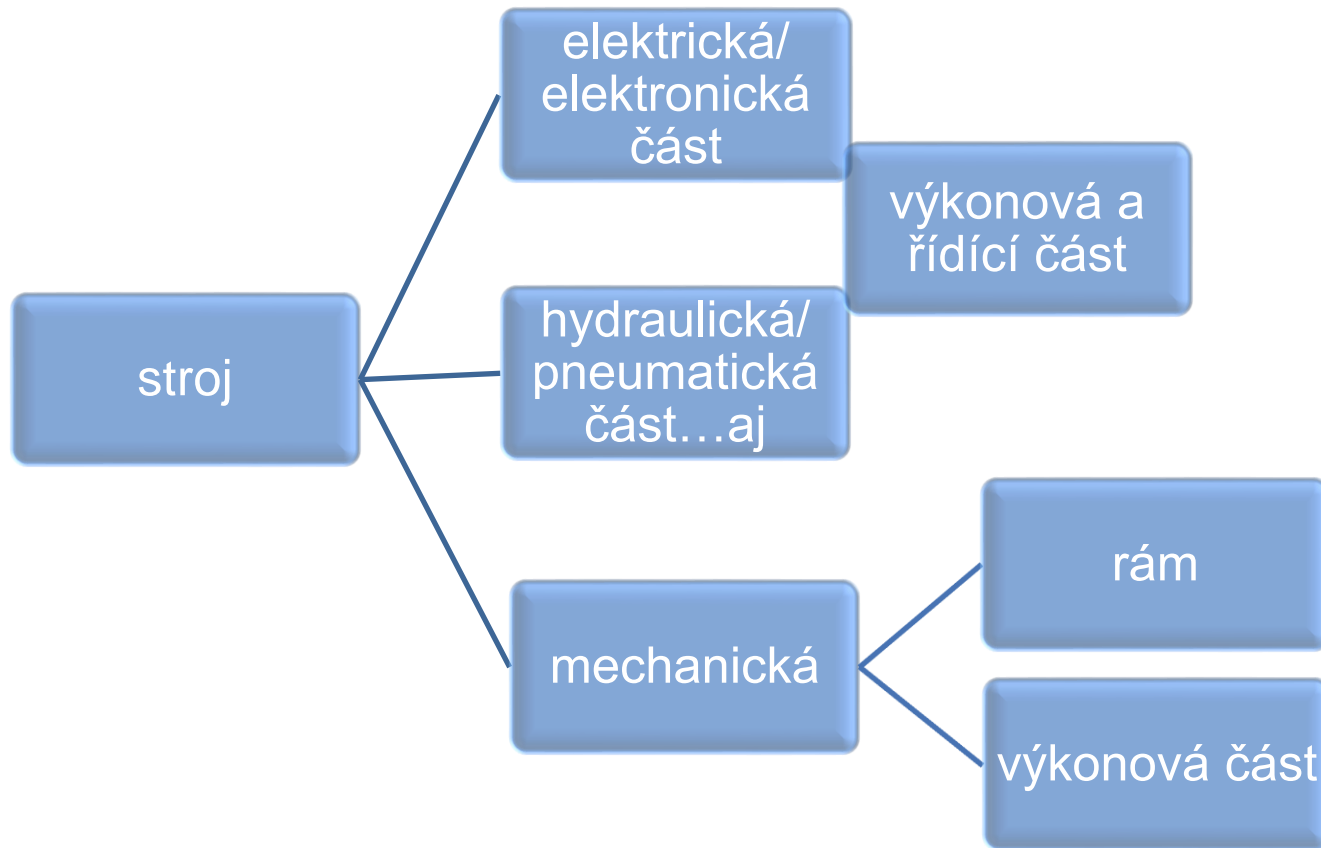 elektrická/
elektronická
část
výkonová a
řídící část
stroj
hydraulická/
pneumatická
část…aj
rám
mechanická
výkonová část